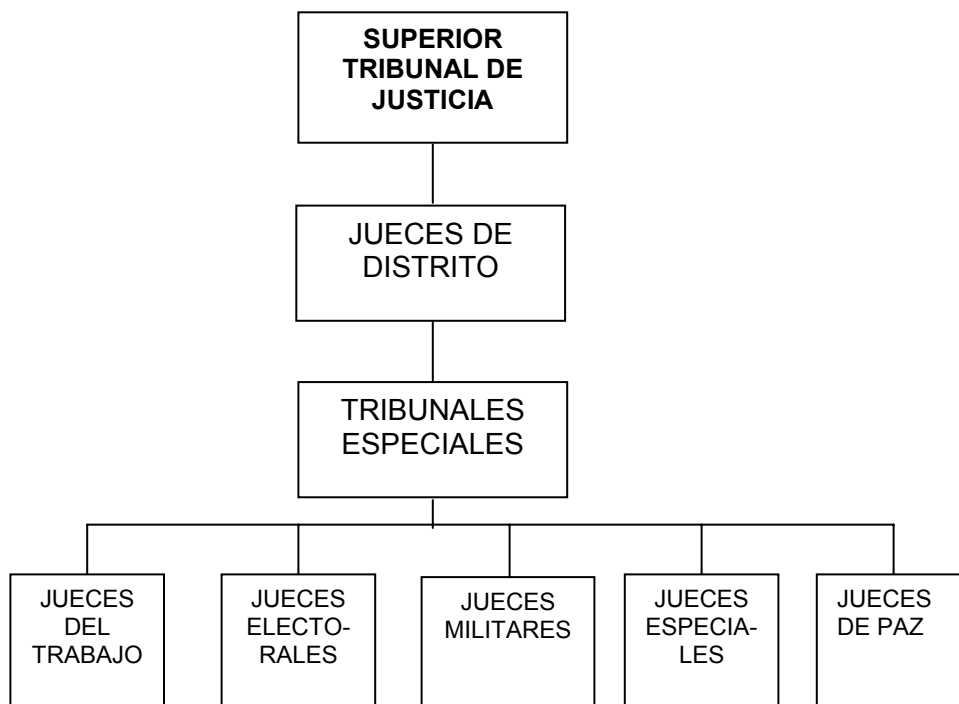 SUPERIOR
TRIBUNAL DE
JUSTICIA
JUECES DE
DISTRITO
TRIBUNALES
ESPECIALES
JUECES
DEL
TRABAJO
JUECES
ELECTO-
RALES
JUECES
MILITARES
JUECES
ESPECIA-
LES
JUECES
DE PAZ